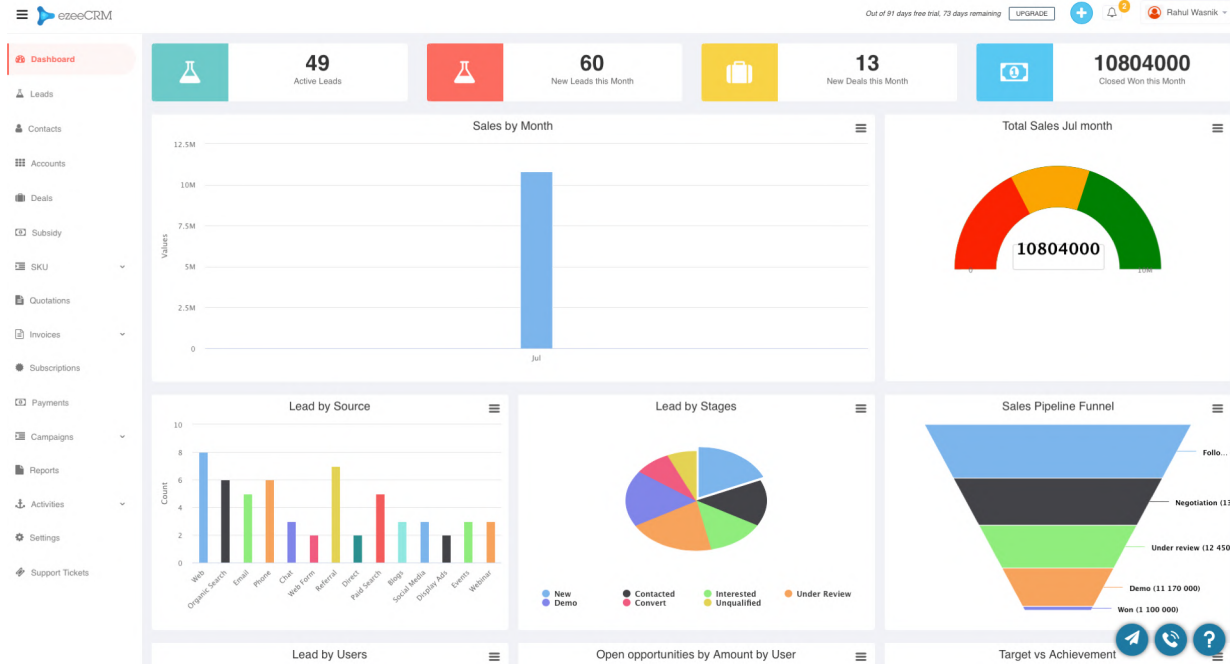 ezeeCRM
Out of 91 days free trial, 73 days remaining
UPGRADE
2
Rahul Wasnik
Dashboard
Leads
Contacts
Accounts
Deals
Subsidy
SKU
Quotations
Invoices
Subscriptions
Payments
Campaigns
Reports
Activities
Settings
Support Tickets
49
Active Leads
60
New Leads this Month
13
New Deals this Month
10804000
Closed Won this Month
Sales by Month
12.5M
10M
7.5M
5M
2.5M
0
Values
Jul
Total Sales Jul month
10804000
0
10M
Lead by Source
10
8
6
4
2
0
Count
Web
Organic Search
Email
Phone
Chat
Web Form
Referral
Direct
Paid Search
Blogs
Social Media
Display Ads
Events
Webinar
Lead by Stages
New
Contacted
Interested
Under Review
Demo
Convert
Unqualified
Sales Pipeline Funnel
Follo...
Negotiation (13
Under review (12 450
Demo (11 170 000)
Won (1 100 000)
Lead by Users
Open opportunities by Amount by User
Target vs Achievement